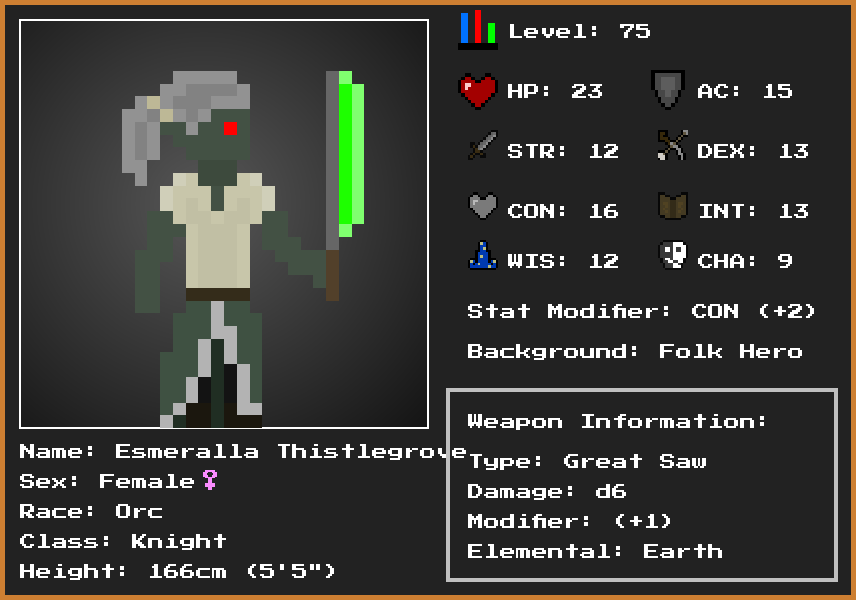 Level: 75
HP: 23 AC: 15
STR: 12 DEX: 13
CON: 16 INT: 13
WIS: 12 CHA: 9
Stat Modifier: CON (+2)
Background: Folk Hero
Weapon Information:
Type: Great Saw
Damage: d6
Modifier: (+1)
Elemental: Earth
Name: Esmeralla Thistlegrove
Sex: Female♀
Race: Orc
Class: Knight
Height: 166cm (5'5")